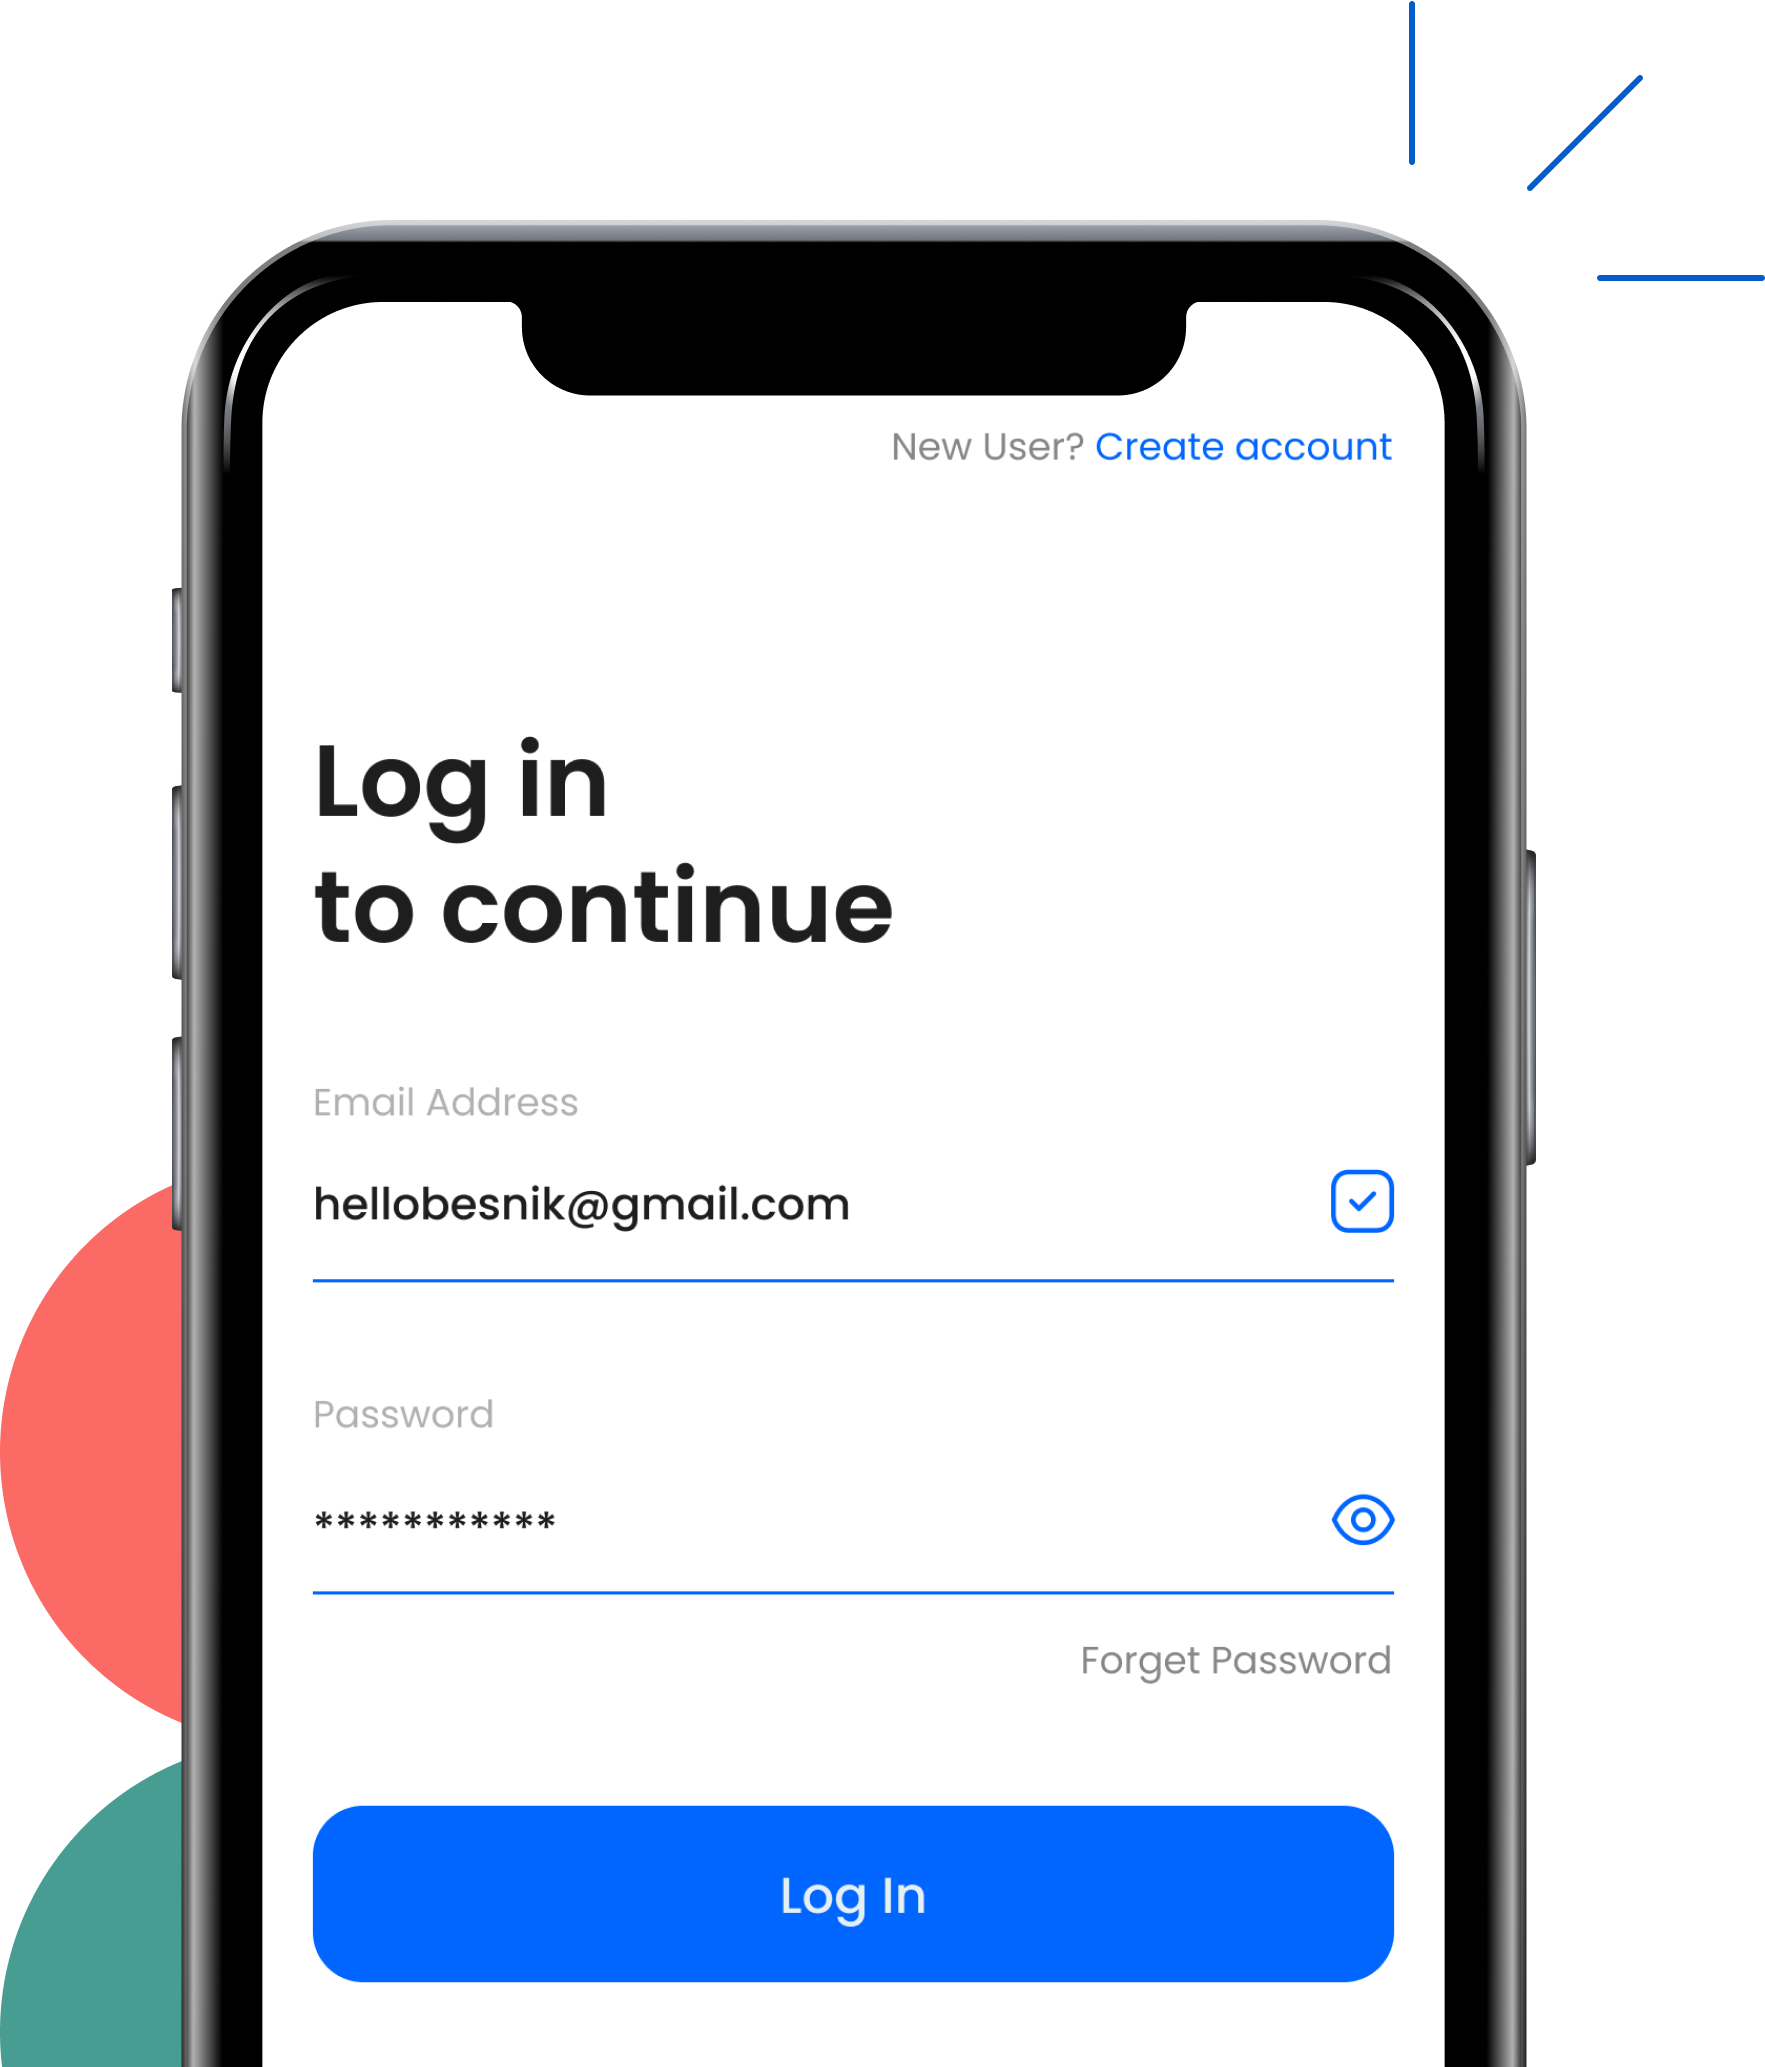 New User? Create account
Log in
to continue
Email Address
hellobesnik@gmail.com
Password
***********
Forget Password
Log In